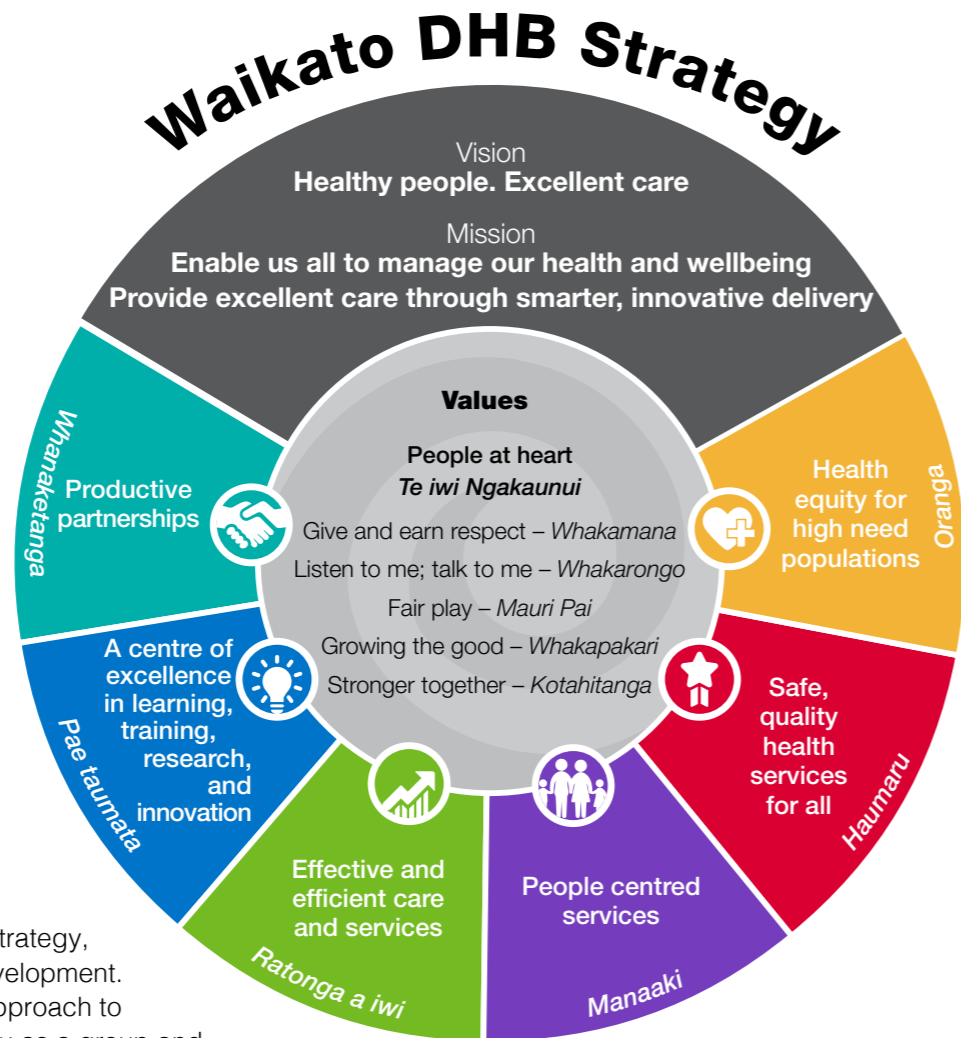 Waikato DHB Strategy
Vision
Healthy people. Excellent care
Mission
Enable us all to manage our health and wellbeing
Provide excellent care through smarter, innovative delivery
Values
People at heart
Te iwi Ngakaunui
Give and earn respect – Whakamana
Listen to me; talk to me – Whakarongo
Fair play – Mauri Pai
Growing the good – Whakapakari
Stronger together – Kotahitanga
Health
equity for
high need
populations
Oranga
Safe,
quality
health
services
for all
Haumaru
People centred
services
Manaaki
Effective and
efficient care
and services
Ratonga a iwi
A centre of
excellence
in learning,
training,
research,
and
innovation
Pae taumata
Productive
partnerships
Whanaketanga
trategy,
velopment.
pproach to
as a group and